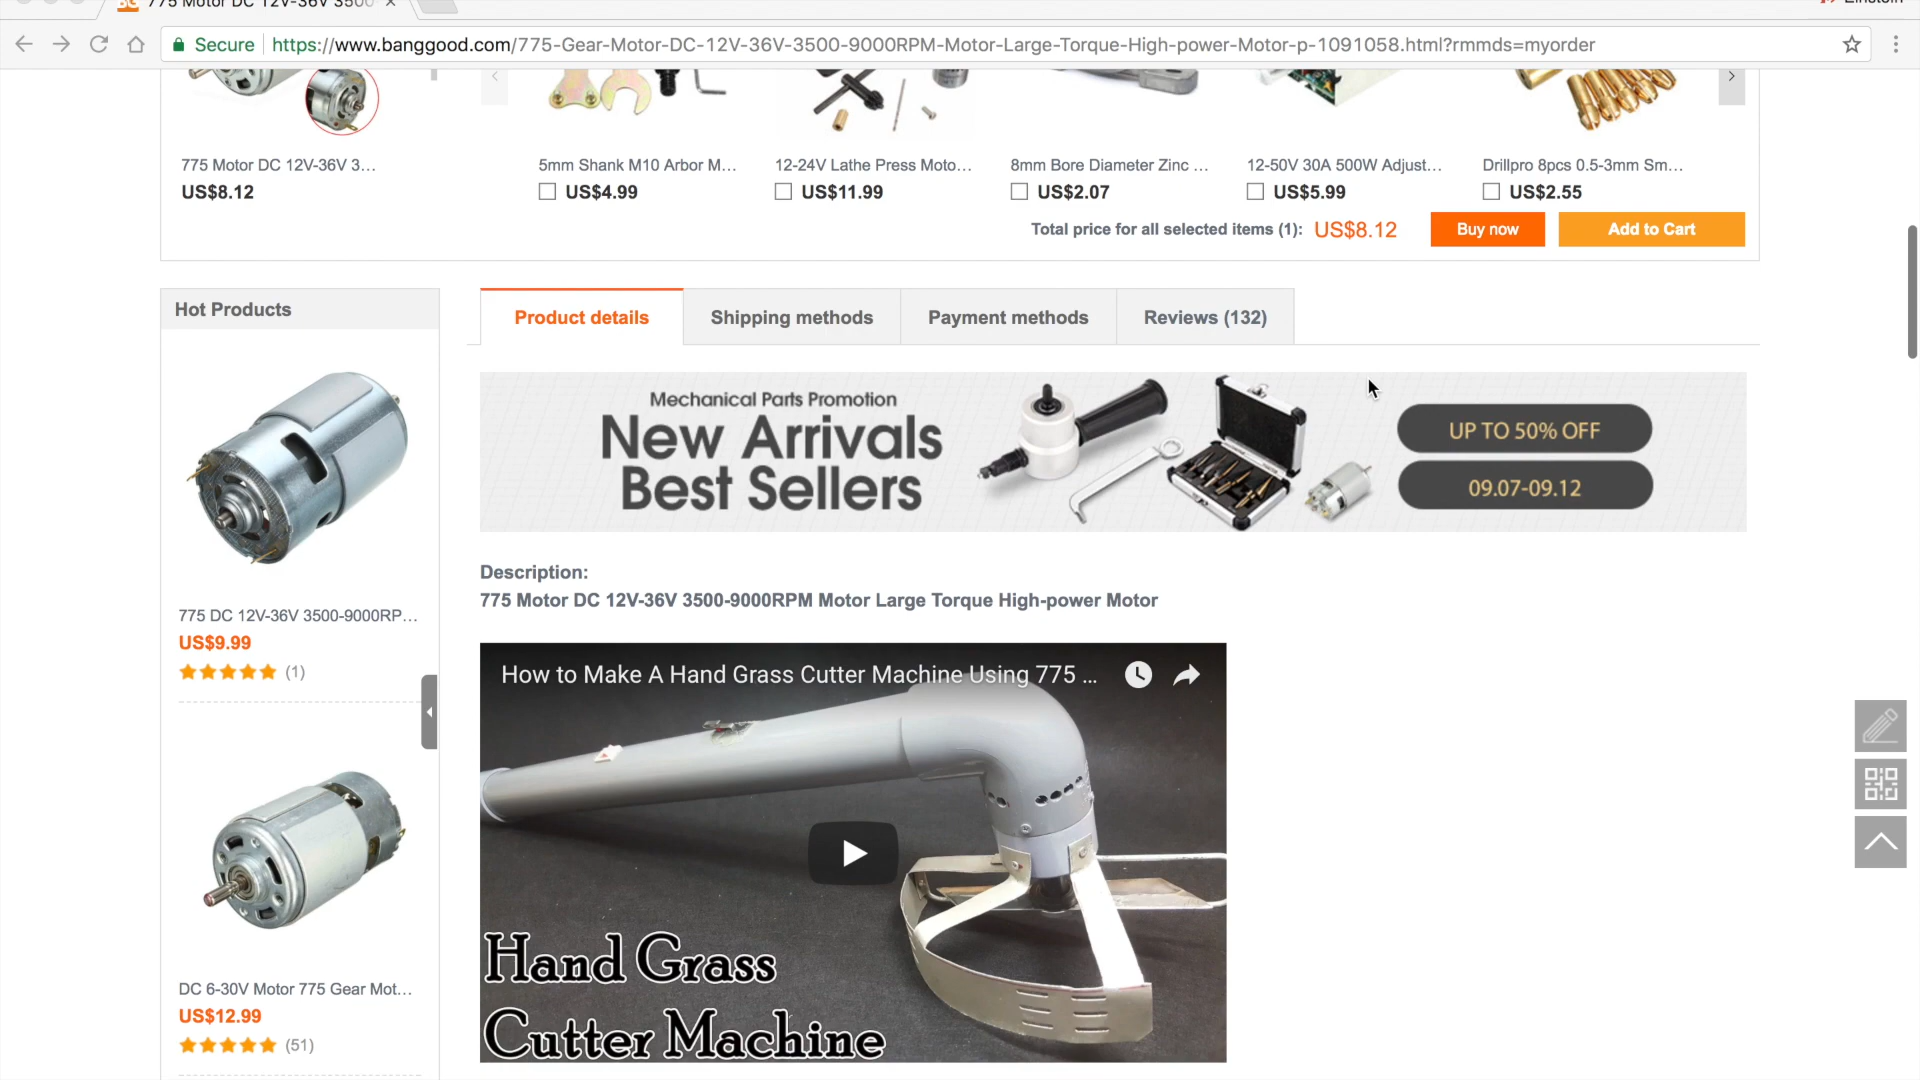 775 Motor DC 12V-36V 3500-
Einstein
Secure
https://www.banggood.com/775-Gear-Motor-DC-12V-36V-3500-9000RPM-Motor-Large-Torque-High-power-Motor-p-1091058.html?rmmds=myorder
775 Motor DC 12V-36V 3...
US$8.12
5mm Shank M10 Arbor M...
US$4.99
12-24V Lathe Press Moto...
US$11.99
8mm Bore Diameter Zinc ...
US$2.07
12-50V 30A 500W Adjust...
US$5.99
Drillpro 8pcs 0.5-3mm Sm...
US$2.55
Total price for all selected items (1): US$8.12
Buy now
Add to Cart
Hot Products
Product details
Shipping methods
Payment methods
Reviews (132)
Mechanical Parts Promotion
New Arrivals
Best Sellers
UP TO 50% OFF
09.07-09.12
Description:
775 Motor DC 12V-36V 3500-9000RPM Motor Large Torque High-power Motor
775 DC 12V-36V 3500-9000RP...
US$9.99
(1)
How to Make A Hand Grass Cutter Machine Using 775 ...
Hand Grass
Cutter Machine
DC 6-30V Motor 775 Gear Mot...
US$12.99
(51)